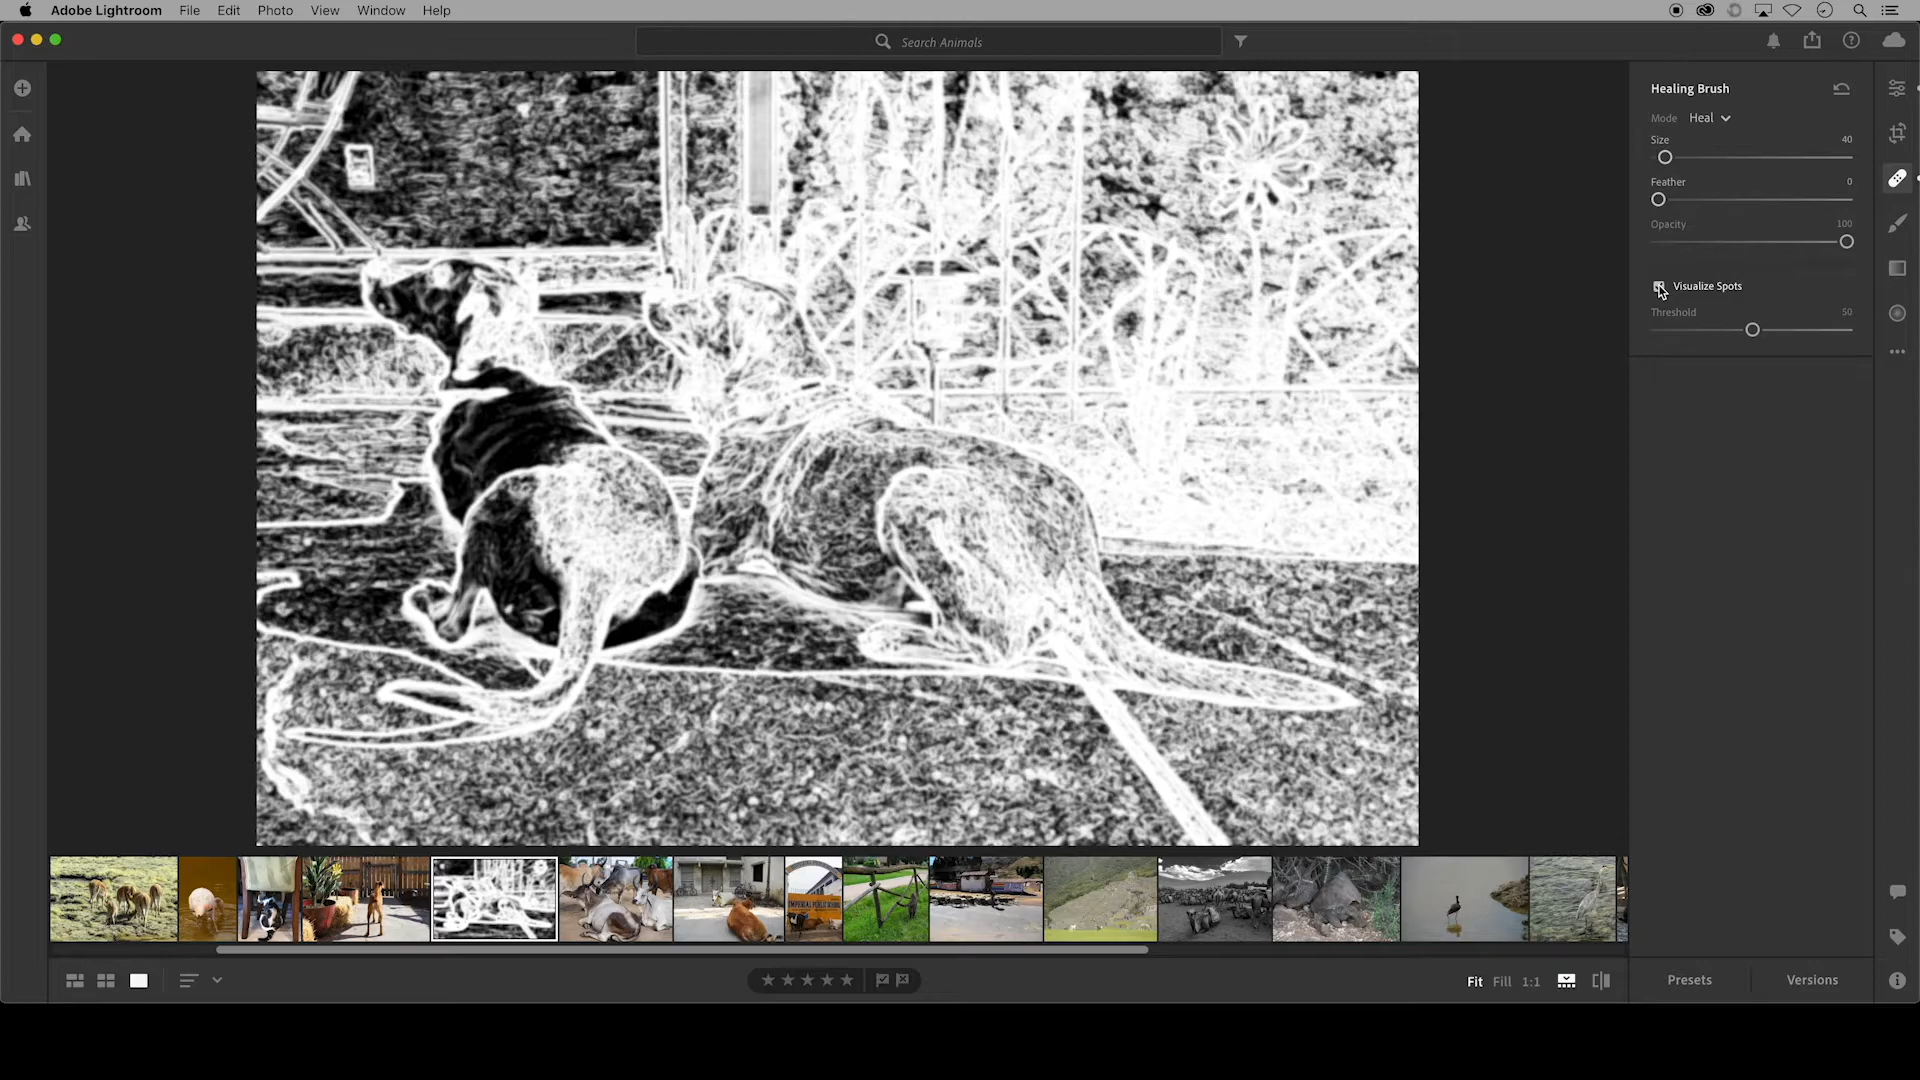 Adobe Lightroom File Edit Photo View Window Help
Search Animals
Healing Brush
Mode Heal
Size 40
Feather 0
Opacity 100
Visualize Spots
Threshold 50
Fit Fill 1:1
Presets Versions